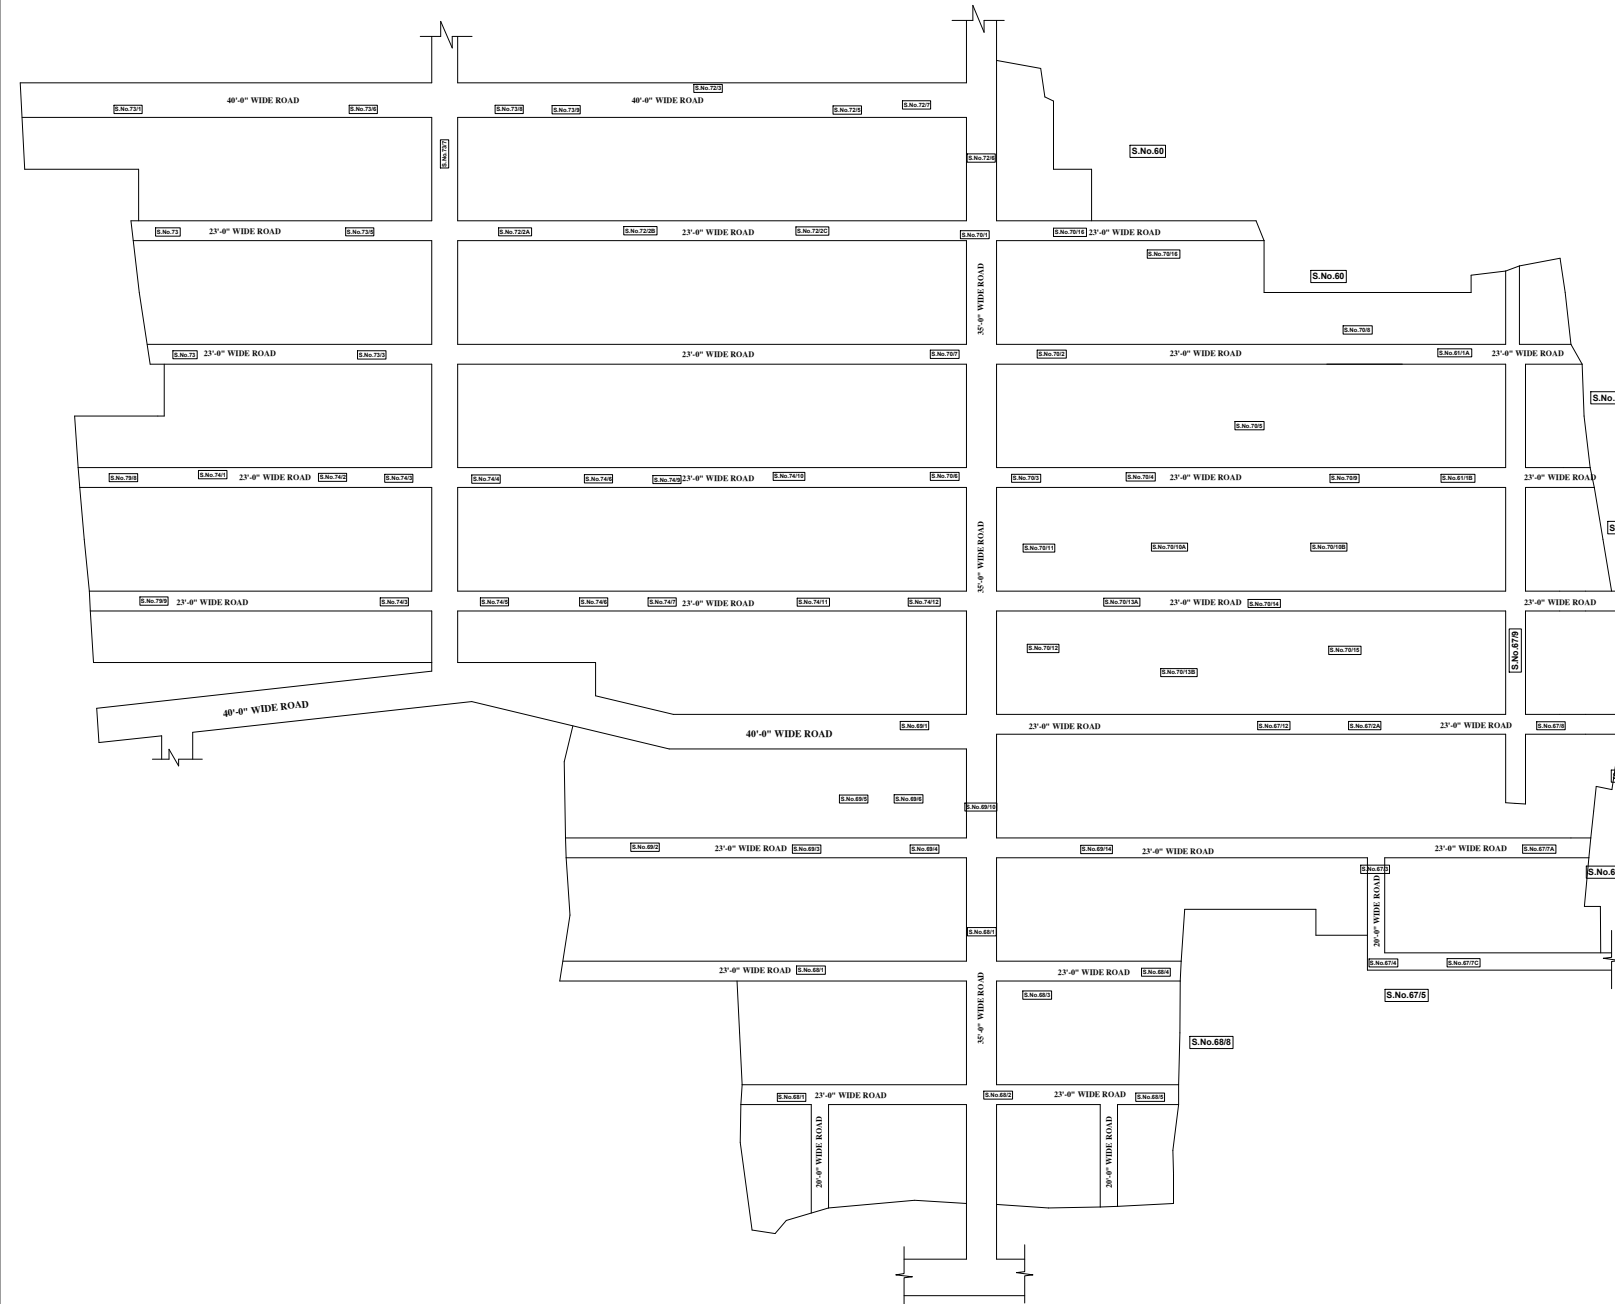 S.No.72/3
40'-0" WIDE ROAD
40'-0" WIDE ROAD
S.No.73/1
S.No.73/6
S.No.73/8
S.No.73/9
S.No.72/5
S.No.72/7
S.No.73/7
S.No.72/6
S.No.60
S.No.73
23'-0" WIDE ROAD
S.No.73/5
S.No.72/2A
S.No.72/2B
23'-0" WIDE ROAD
S.No.72/2C
S.No.70/1
S.No.70/16
23'-0" WIDE ROAD
S.No.70/16
S.No.60
35'-0" WIDE ROAD
S.No.70/8
S.No.73
23'-0" WIDE ROAD
S.No.73/3
23'-0" WIDE ROAD
S.No.70/7
S.No.70/2
23'-0" WIDE ROAD
S.No.61/1A
23'-0" WIDE ROAD
S.No.
S.No.70/5
S.No.79/8
S.No.74/1
23'-0" WIDE ROAD
S.No.74/2
S.No.74/3
S.No.74/4
S.No.74/6
S.No.74/9
23'-0" WIDE ROAD
S.No.74/10
S.No.70/6
S.No.70/3
S.No.70/4
23'-0" WIDE ROAD
S.No.70/9
S.No.61/1B
23'-0" WIDE ROAD
S
35'-0" WIDE ROAD
S.No.70/11
S.No.70/10A
S.No.70/10B
S.No.79/9
23'-0" WIDE ROAD
S.No.74/3
S.No.74/5
S.No.74/6
S.No.74/7
23'-0" WIDE ROAD
S.No.74/11
S.No.74/12
S.No.70/13A
23'-0" WIDE ROAD
S.No.70/14
23'-0" WIDE ROAD
S.No.67/9
S.No.70/12
S.No.70/15
S.No.70/13B
40'-0" WIDE ROAD
40'-0" WIDE ROAD
S.No.69/1
23'-0" WIDE ROAD
S.No.67/12
S.No.67/2A
23'-0" WIDE ROAD
S.No.67/8
S.No.69/5
S.No.69/6
S.No.69/10
S.No.69/2
23'-0" WIDE ROAD
S.No.69/3
S.No.69/4
S.No.69/14
23'-0" WIDE ROAD
23'-0" WIDE ROAD
S.No.67/7A
S.No.67/3
S.No.6
20'-0" WIDE ROAD
S.No.68/1
23'-0" WIDE ROAD
S.No.68/1
23'-0" WIDE ROAD
S.No.68/4
S.No.67/4
S.No.67/7C
S.No.68/3
S.No.67/5
35'-0" WIDE ROAD
S.No.68/8
S.No.68/1
23'-0" WIDE ROAD
S.No.68/2
23'-0" WIDE ROAD
S.No.68/5
20'-0" WIDE ROAD
20'-0" WIDE ROAD